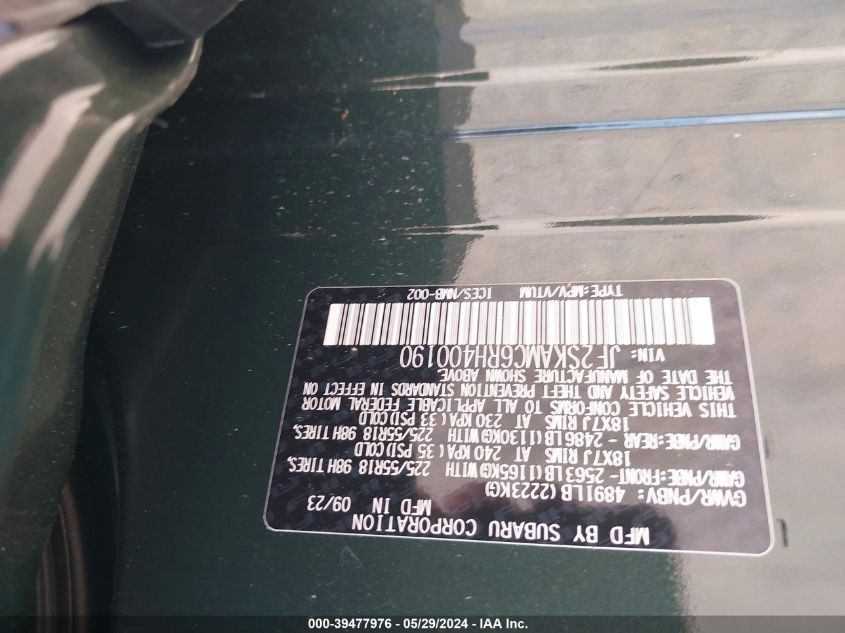 MFD BY SUBARU CORPORATION
MFD IN 09/23
GVWR/PNBV: 4891LB (2223KG)
GAWR/PNBE:FRONT- 2563LB(1165KG)WITH 225/55R18 98H TIRES,
18X7J RIMS AT 240 KPA (35 PSI)COLD
GAWR/PNBE:REAR- 2486LB(1130KG)WITH 225/55R18 98H TIRES,
18X7J RIMS AT 230 KPA (33 PSI)COLD
THIS VEHICLE CONFORMS TO ALL APPLICABLE FEDERAL MOTOR
VEHICLE SAFETY AND THEFT PREVENTION STANDARDS IN EFFECT ON
THE DATE OF MANUFACTURE SHOWN ABOVE
VIN: JF2SKAMC6RH400190
TYPE:MPV/VTUM ICES/NMB-002
000-39477976 - 05/29/2024 - IAA Inc.